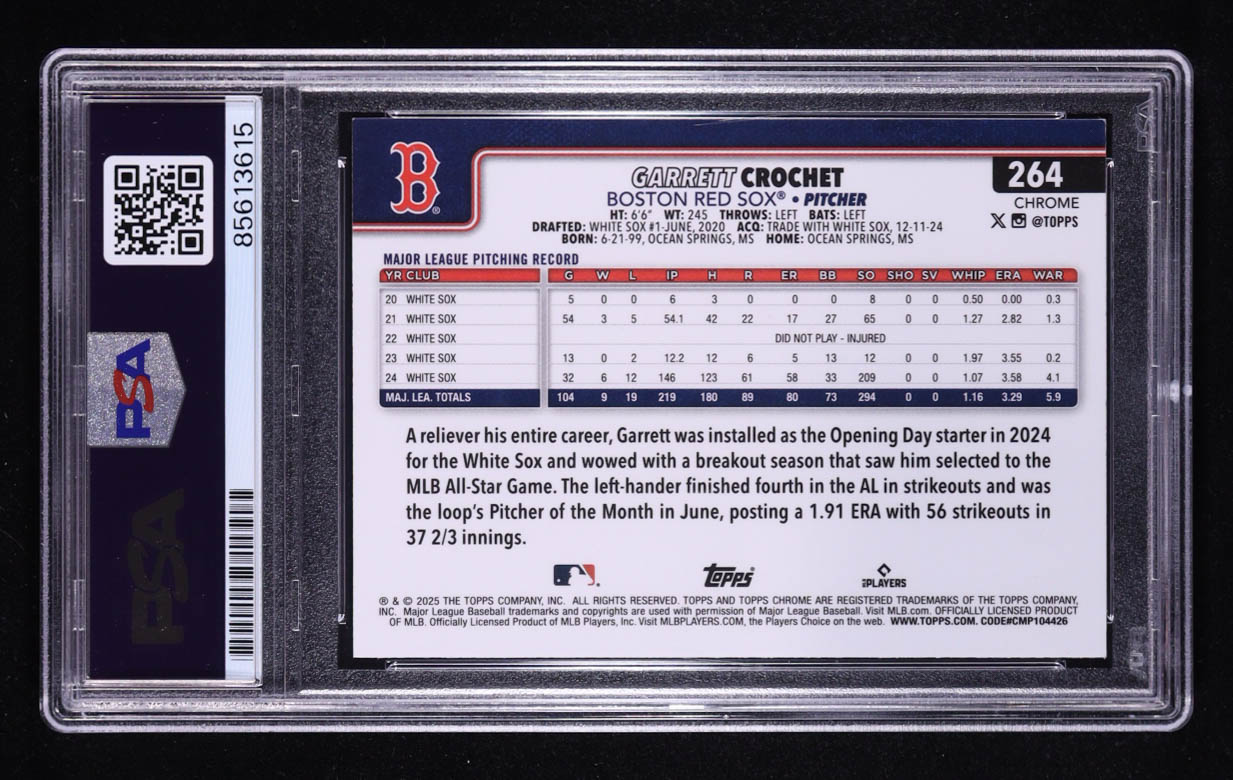 85613615
PSA
PSA
B
GARRETT CROCHET
264
BOSTON RED SOX® • PITCHER
CHROME
HT: 6'6" WT: 245 THROWS: LEFT BATS: LEFT
@TOPPS
DRAFTED: WHITE SOX #1-JUNE, 2020 ACQ: TRADE WITH WHITE SOX, 12-11-24
BORN: 6-21-99, OCEAN SPRINGS, MS HOME: OCEAN SPRINGS, MS
MAJOR LEAGUE PITCHING RECORD
YR CLUB G W L IP H R ER BB SO SHO SV WHIP ERA WAR
20 WHITE SOX 5 0 0 6 3 0 0 0 8 0 0 0.50 0.00 0.3
21 WHITE SOX 54 3 5 54.1 42 22 17 27 65 0 0 1.27 2.82 1.3
22 WHITE SOX DID NOT PLAY - INJURED
23 WHITE SOX 13 0 2 12.2 12 6 5 13 12 0 0 1.97 3.55 0.2
24 WHITE SOX 32 6 12 146 123 61 58 33 209 0 0 1.07 3.58 4.1
MAJ. LEA. TOTALS 104 9 19 219 180 89 80 73 294 0 0 1.16 3.29 5.9
A reliever his entire career, Garrett was installed as the Opening Day starter in 2024
for the White Sox and wowed with a breakout season that saw him selected to the
MLB All-Star Game. The left-hander finished fourth in the AL in strikeouts and was
the loop's Pitcher of the Month in June, posting a 1.91 ERA with 56 strikeouts in
37 2/3 innings.
Topps
PLAYERS
® & © 2025 THE TOPPS COMPANY, INC. ALL RIGHTS RESERVED. TOPPS AND TOPPS CHROME ARE REGISTERED TRADEMARKS OF THE TOPPS COMPANY,
INC. Major League Baseball trademarks and copyrights are used with permission of Major League Baseball. Visit MLB.com. OFFICIALLY LICENSED PRODUCT
OF MLB. Officially Licensed Product of MLB Players, Inc. Visit MLBPLAYERS.COM, the Players Choice on the web. WWW.TOPPS.COM. CODE#CMP104426